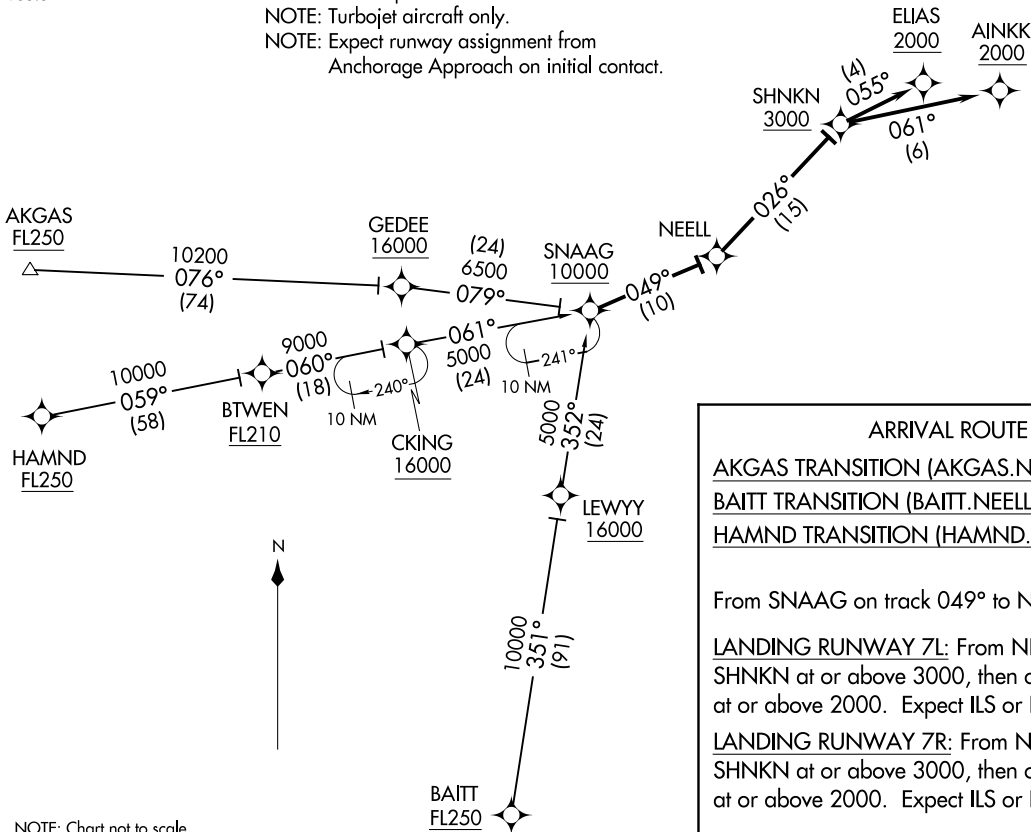 NOTE: Turbojet aircraft only.
NOTE: Expect runway assignment from
Anchorage Approach on initial contact.
ELIAS
2000
AINKK
2000
SHNKN
3000
(4)
055°
061°
(6)
026°
(15)
AKGAS
FL250
10200
076°
(74)
GEDEE
16000
(24)
6500
079°
SNAAG
10000
NEELL
049°
(10)
061°
5000
(24)
241°
10 NM
9000
060°
(18)
240°
10 NM
N
10000
059°
(58)
HAMND
FL250
BTWEN
FL210
CKING
16000
5000
352°
(24)
LEWYY
16000
N
10000
351°
(91)
BAITT
FL250
NOTE: Chart not to scale
ARRIVAL ROUTE
AKGAS TRANSITION (AKGAS.N
BAITT TRANSITION (BAITT.NEELL
HAMND TRANSITION (HAMND.
From SNAAG on track 049° to N
LANDING RUNWAY 7L: From
SHNKN at or above 3000, then
at or above 2000. Expect ILS or
LANDING RUNWAY 7R: From
SHNKN at or above 3000, then
at or above 2000. Expect ILS or